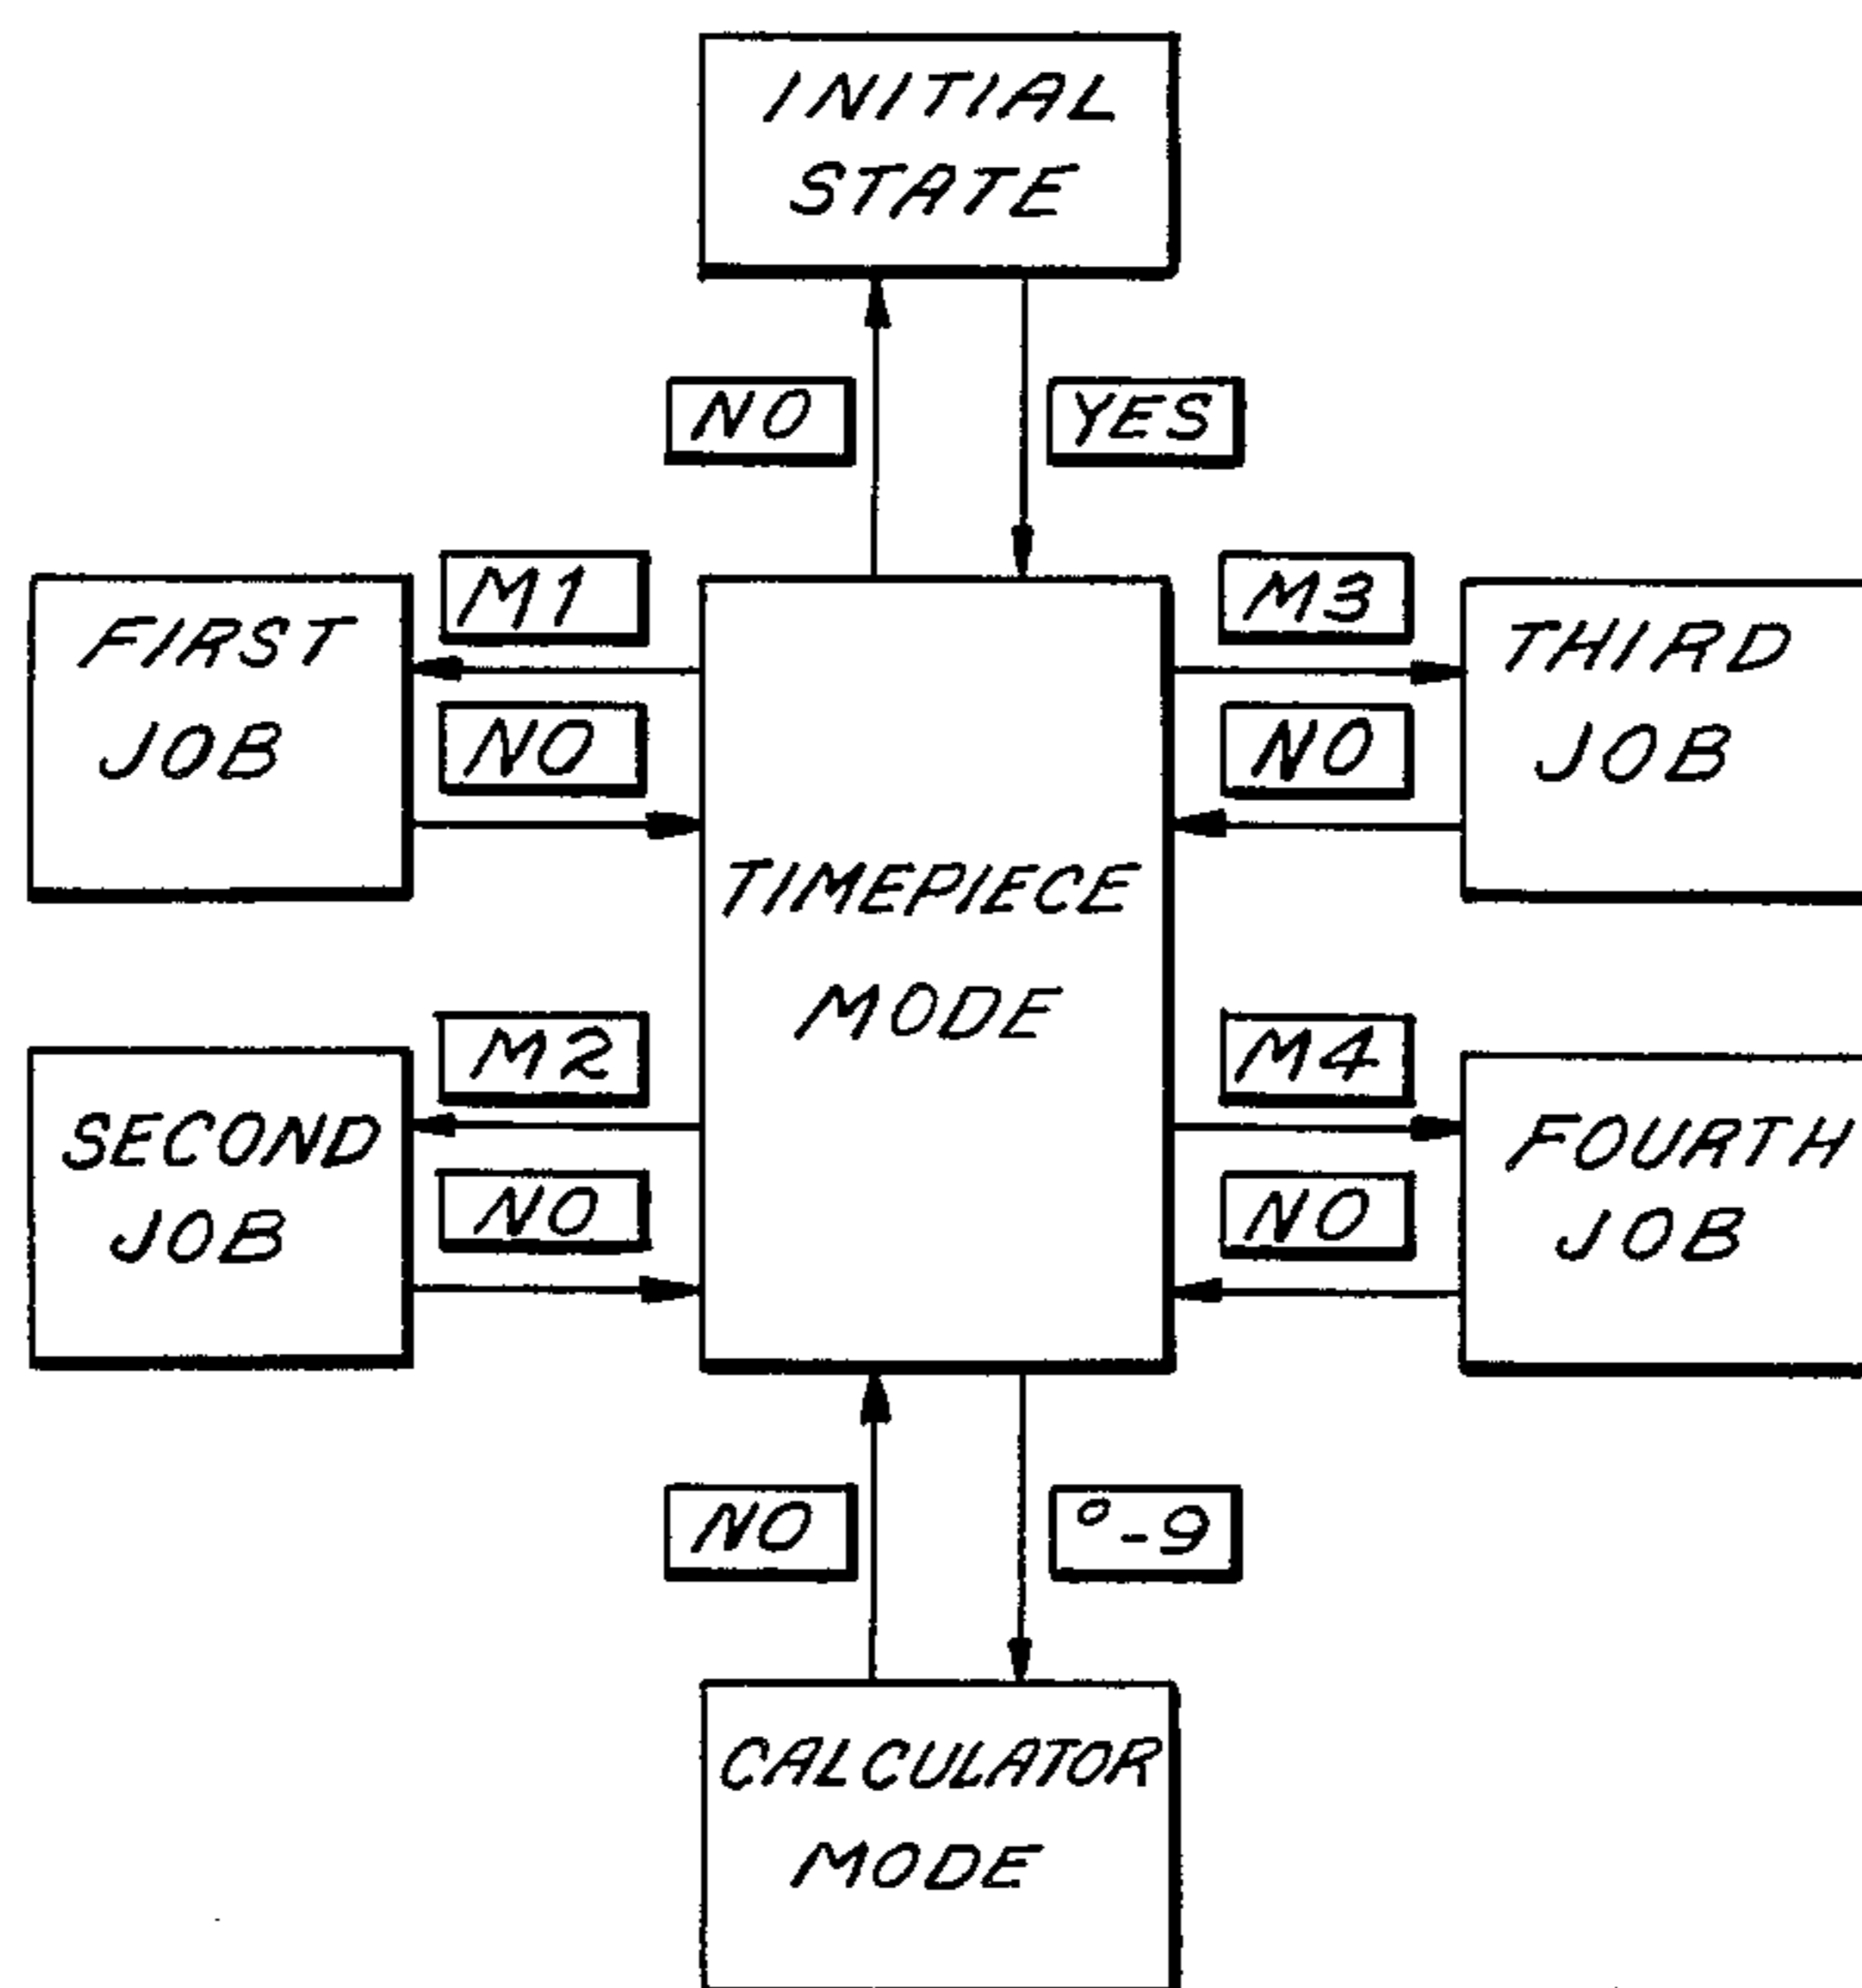 INITIAL
STATE
NO
YES
M1
M3
FIRST
JOB
THIRD
JOB
NO
NO
TIMEPIECE
MODE
M2
M4
SECOND
JOB
FOURTH
JOB
NO
NO
NO
0-9
CALCULATOR
MODE